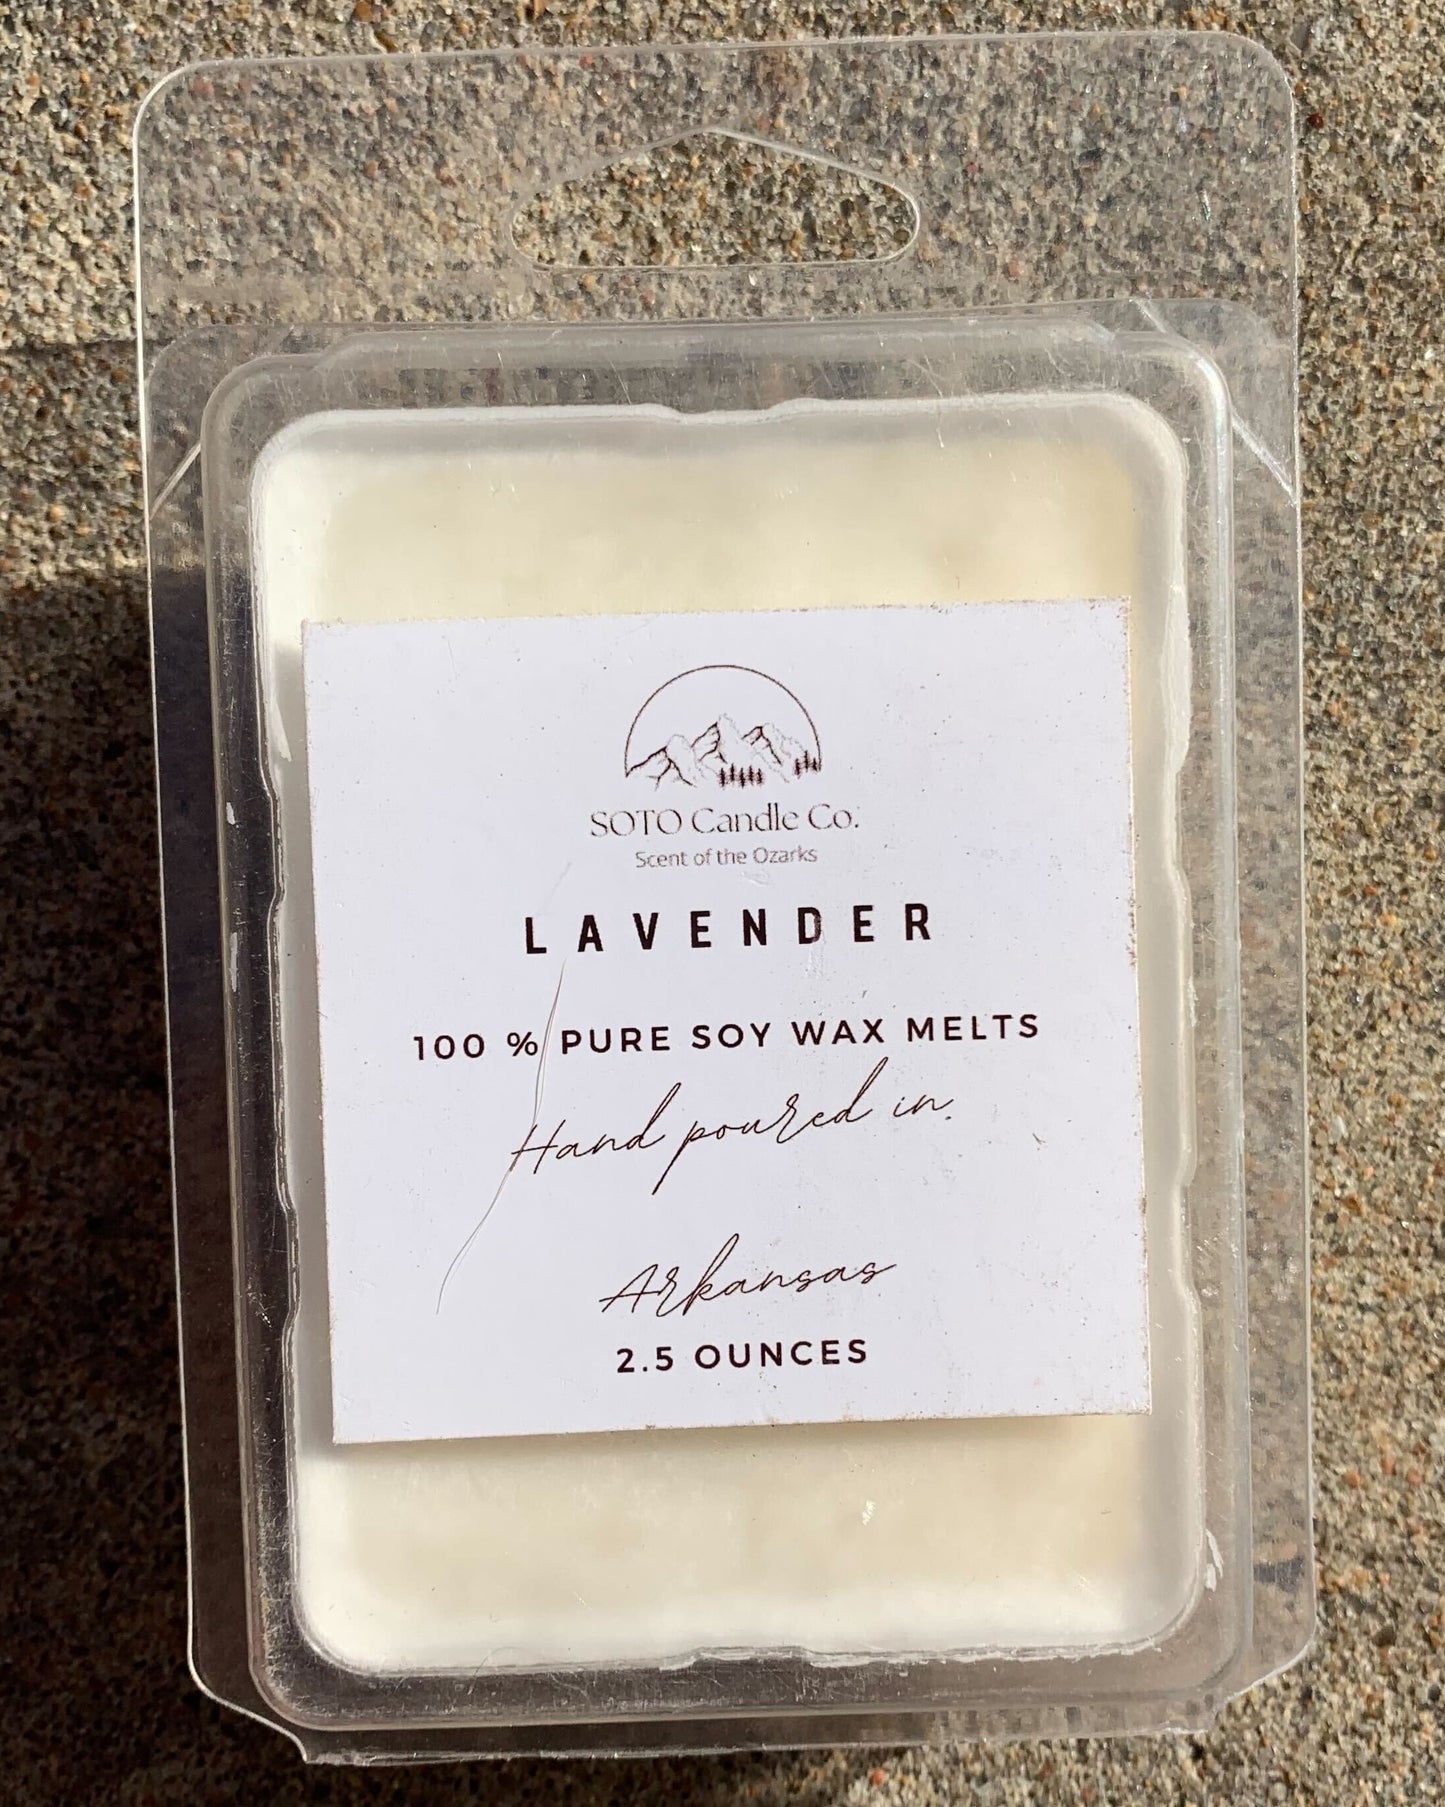 SOTO Candle Co.
Scent of the Ozarks
LAVENDER
100 % PURE SOY WAX MELTS
Hand poured in.
Arkansas
2.5 OUNCES